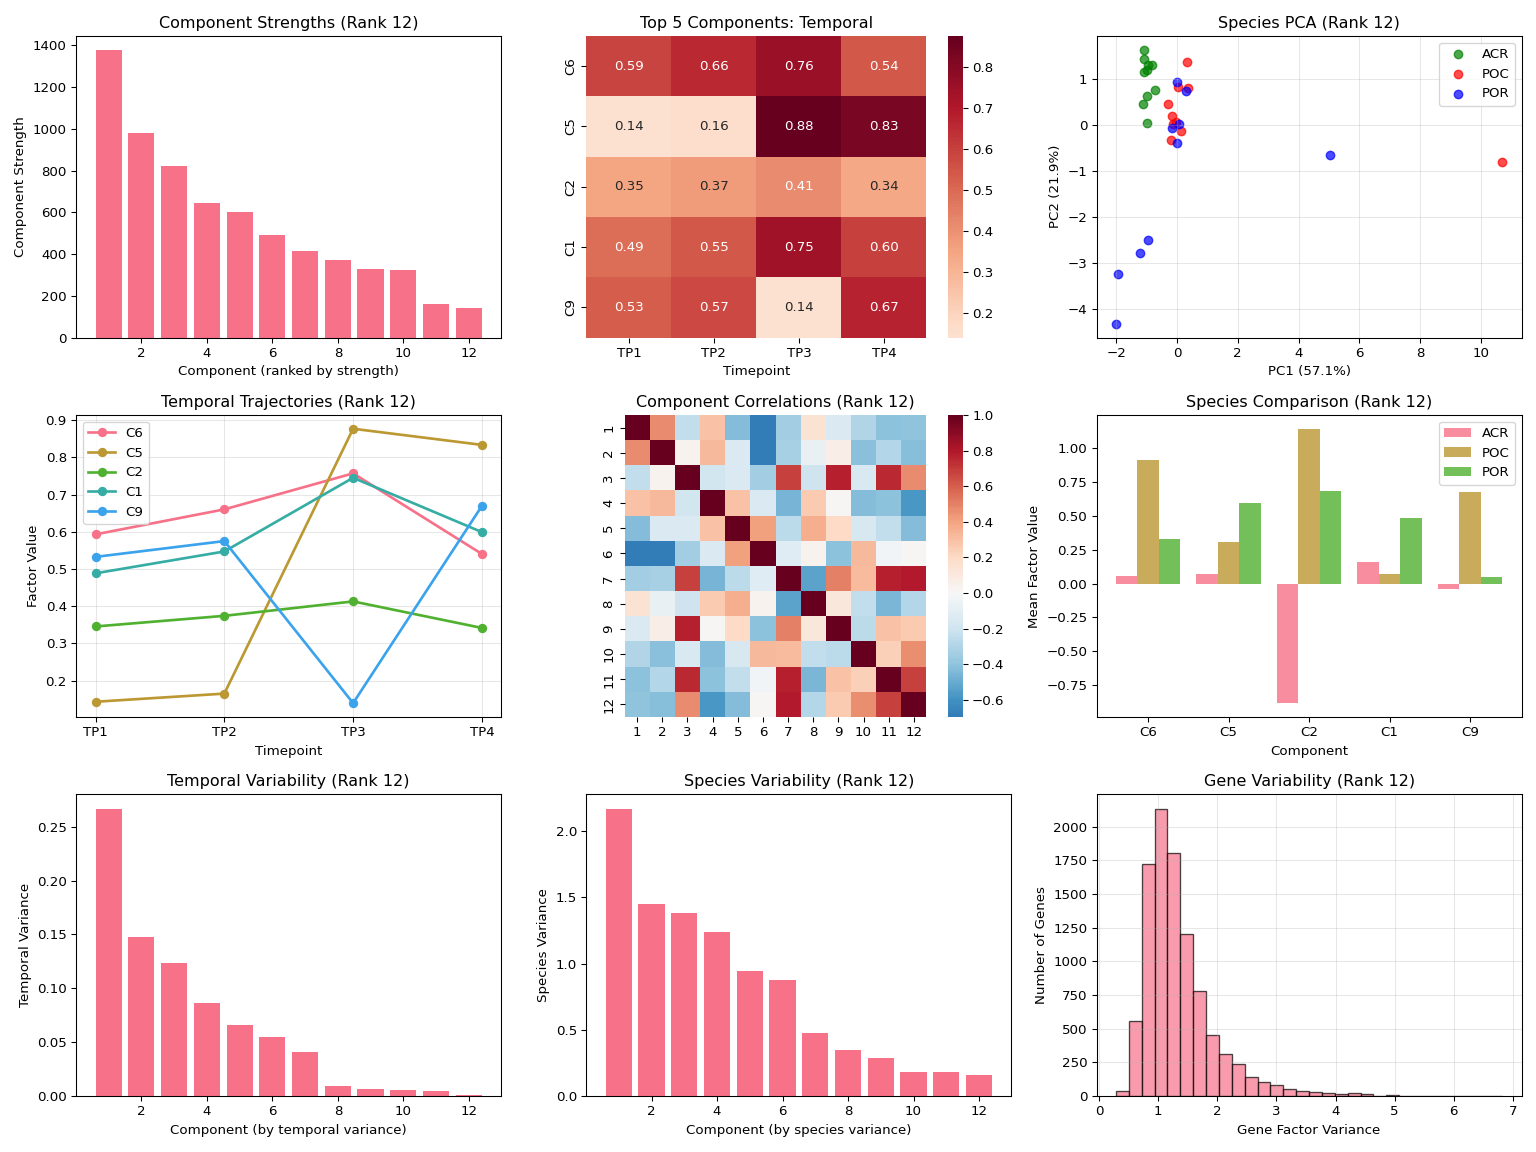 Component Strengths (Rank 12)
Component Strength
1400
1200
1000
800
600
400
200
0
2 4 6 8 10 12
Component (ranked by strength)
Top 5 Components: Temporal
C6 0.59 0.66 0.76 0.54
C5 0.14 0.16 0.88 0.83
C2 0.35 0.37 0.41 0.34
C1 0.49 0.55 0.75 0.60
C9 0.53 0.57 0.14 0.67
TP1 TP2 TP3 TP4
Timepoint
0.8
0.7
0.6
0.5
0.4
0.3
0.2
Species PCA (Rank 12)
ACR
POC
POR
PC2 (21.9%)
1
0
−1
−2
−3
−4
−2 0 2 4 6 8 10
PC1 (57.1%)
Temporal Trajectories (Rank 12)
C6
C5
C2
C1
C9
Factor Value
0.9
0.8
0.7
0.6
0.5
0.4
0.3
0.2
TP1 TP2 TP3 TP4
Timepoint
Component Correlations (Rank 12)
1
2
3
4
5
6
7
8
9
10
11
12
1 2 3 4 5 6 7 8 9 10 11 12
1.0
0.8
0.6
0.4
0.2
0.0
−0.2
−0.4
−0.6
Species Comparison (Rank 12)
ACR
POC
POR
Mean Factor Value
1.00
0.75
0.50
0.25
0.00
−0.25
−0.50
−0.75
C6 C5 C2 C1 C9
Component
Temporal Variability (Rank 12)
Temporal Variance
0.25
0.20
0.15
0.10
0.05
0.00
2 4 6 8 10 12
Component (by temporal variance)
Species Variability (Rank 12)
Species Variance
2.0
1.5
1.0
0.5
0.0
2 4 6 8 10 12
Component (by species variance)
Gene Variability (Rank 12)
Number of Genes
2000
1750
1500
1250
1000
750
500
250
0
0 1 2 3 4 5 6 7
Gene Factor Variance